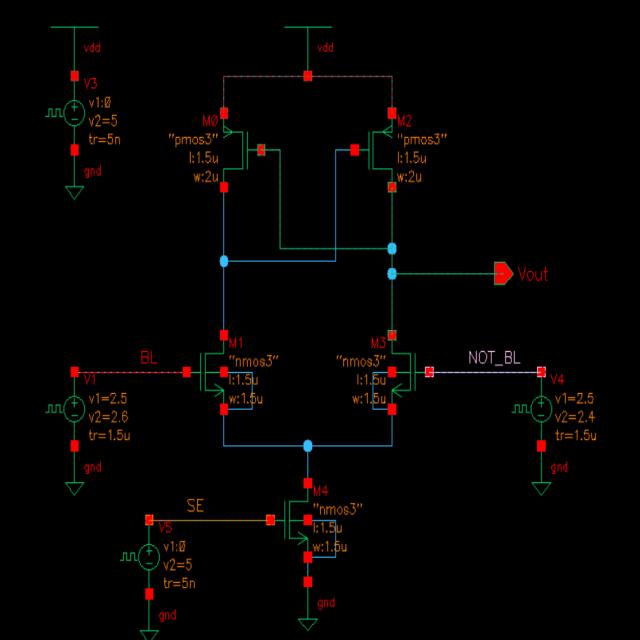 vdd
vdd
V3
v1:0
v2=5
tr=5n
gnd
M0
"pmos3"
l:1.5u
w:2u
M2
"pmos3"
l:1.5u
w:2u
Vout
BL
M1
"nmos3"
l:1.5u
w:1.5u
M3
"nmos3"
l:1.5u
w:1.5u
NOT_BL
V1
v1=2.5
v2=2.6
tr=1.5u
gnd
V4
v1=2.5
v2=2.4
tr=1.5u
gnd
SE
M4
"nmos3"
l:1.5u
w:1.5u
V5
v1:0
v2=5
tr=5n
gnd
gnd